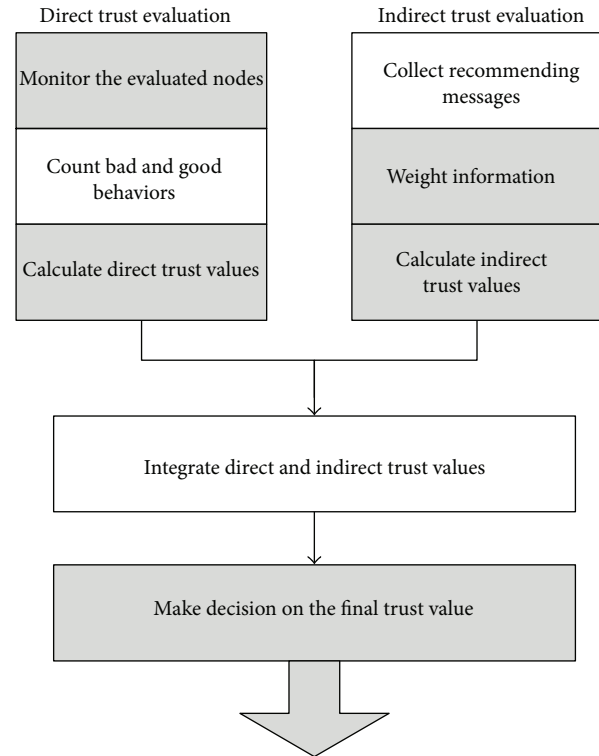 Direct trust evaluation
Monitor the evaluated nodes
Count bad and good
behaviors
Calculate direct trust values
Indirect trust evaluation
Collect recommending
messages
Weight information
Calculate indirect
trust values
Integrate direct and indirect trust values
Make decision on the final trust value